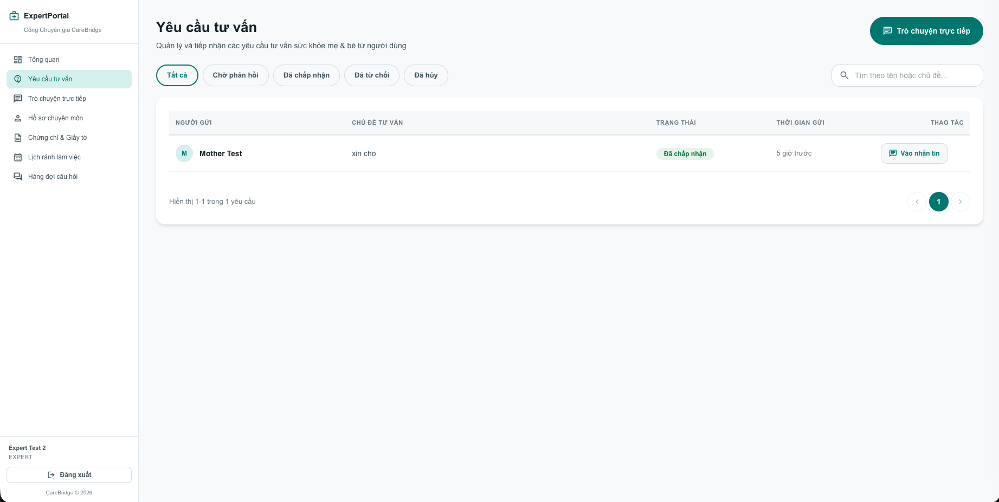 ExpertPortal
Cổng Chuyên gia CareBridge
Tổng quan
Yêu cầu tư vấn
Trò chuyện trực tiếp
Hồ sơ chuyên môn
Chứng chỉ & Giấy tờ
Lịch rảnh làm việc
Hàng đợi câu hỏi
Expert Test 2
EXPERT
Đăng xuất
CareBridge © 2026
Yêu cầu tư vấn
Quản lý và tiếp nhận các yêu cầu tư vấn sức khỏe mẹ & bé từ người dùng
Trò chuyện trực tiếp
Tất cả Chờ phản hồi Đã chấp nhận Đã từ chối Đã hủy
Tìm theo tên hoặc chủ đề...
NGƯỜI GỬI CHỦ ĐỀ TƯ VẤN TRẠNG THÁI THỜI GIAN GỬI THAO TÁC
M Mother Test xin cho Đã chấp nhận 5 giờ trước Vào nhắn tin
Hiển thị 1-1 trong 1 yêu cầu
1